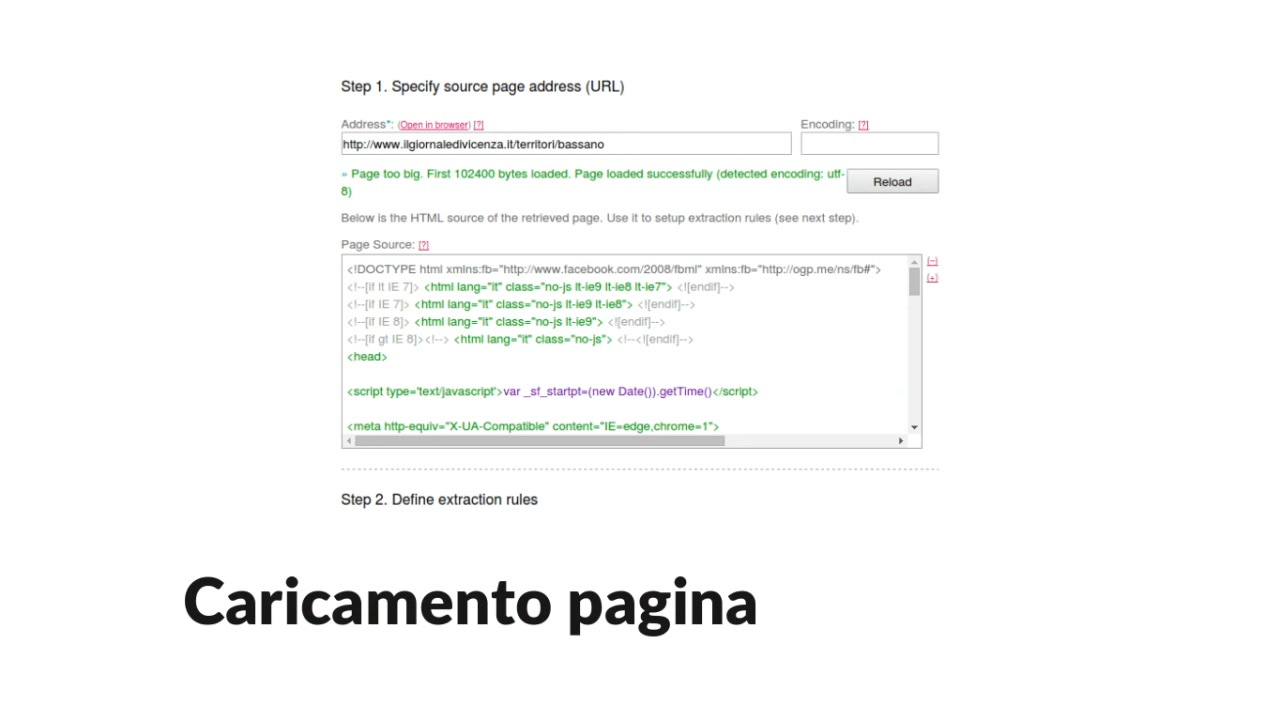 Step 1. Specify source page address (URL)
Address*: (Open in browser) [?]
Encoding: [?]
http://www.ilgiornaledivicenza.it/territori/bassano
» Page too big. First 102400 bytes loaded. Page loaded successfully (detected encoding: utf-
8)
Reload
Below is the HTML source of the retrieved page. Use it to setup extraction rules (see next step).
Page Source: [?]
<!DOCTYPE html xmlns:fb="http://www.facebook.com/2008/fbml" xmlns:fb="http://ogp.me/ns/fb#">
<!--[if lt IE 7]> <html lang="it" class="no-js lt-ie9 lt-ie8 lt-ie7"> <![endif]-->
<!--[if IE 7]> <html lang="it" class="no-js lt-ie9 lt-ie8"> <![endif]-->
<!--[if IE 8]> <html lang="it" class="no-js lt-ie9"> <![endif]-->
<!--[if gt IE 8]><!--> <html lang="it" class="no-js"> <!--<![endif]-->
<head>
<script type='text/javascript'>var _sf_startpt=(new Date()).getTime()</script>
<meta http-equiv="X-UA-Compatible" content="IE=edge,chrome=1">
(-)
(+)
Step 2. Define extraction rules
Caricamento pagina